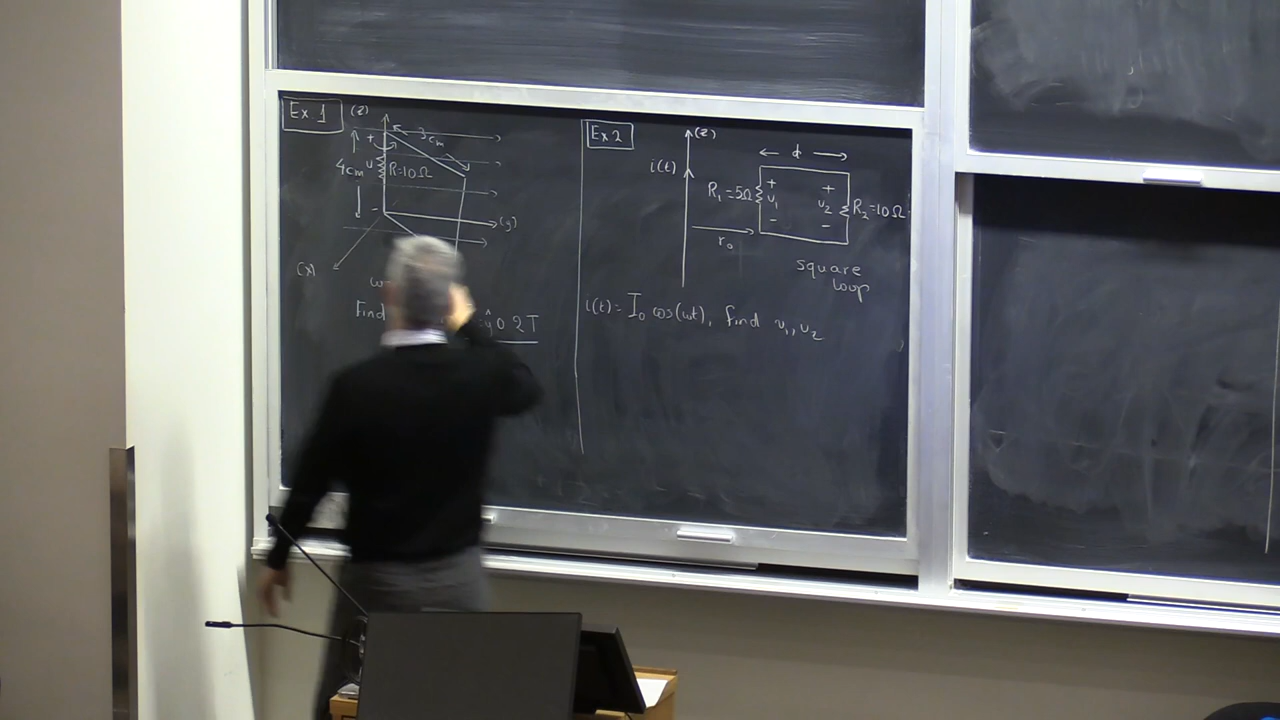 Ex. 1
(z)
3cm
+
4cm
v
R=10Ω
-
(y)
(x)
ω
Find
ŷ 0.2T
Ex 2
(z)
i(t)
d
R₁=5Ω
+
v₁
-
+
v₂
-
R₂=10Ω
r₀
square
loop
i(t)= I₀ cos(ωt), find v₁, v₂